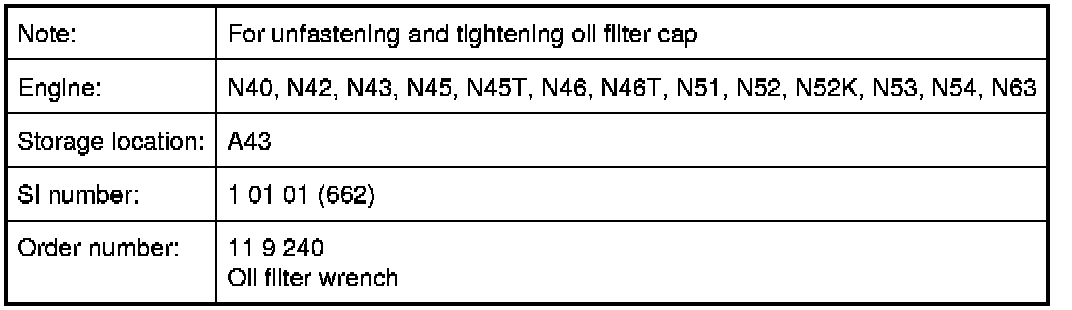 Note: For unfastening and tightening oil filter cap
Engine: N40, N42, N43, N45, N45T, N46, N46T, N51, N52, N52K, N53, N54, N63
Storage location: A43
SI number: 1 01 01 (662)
Order number: 11 9 240
Oil filter wrench